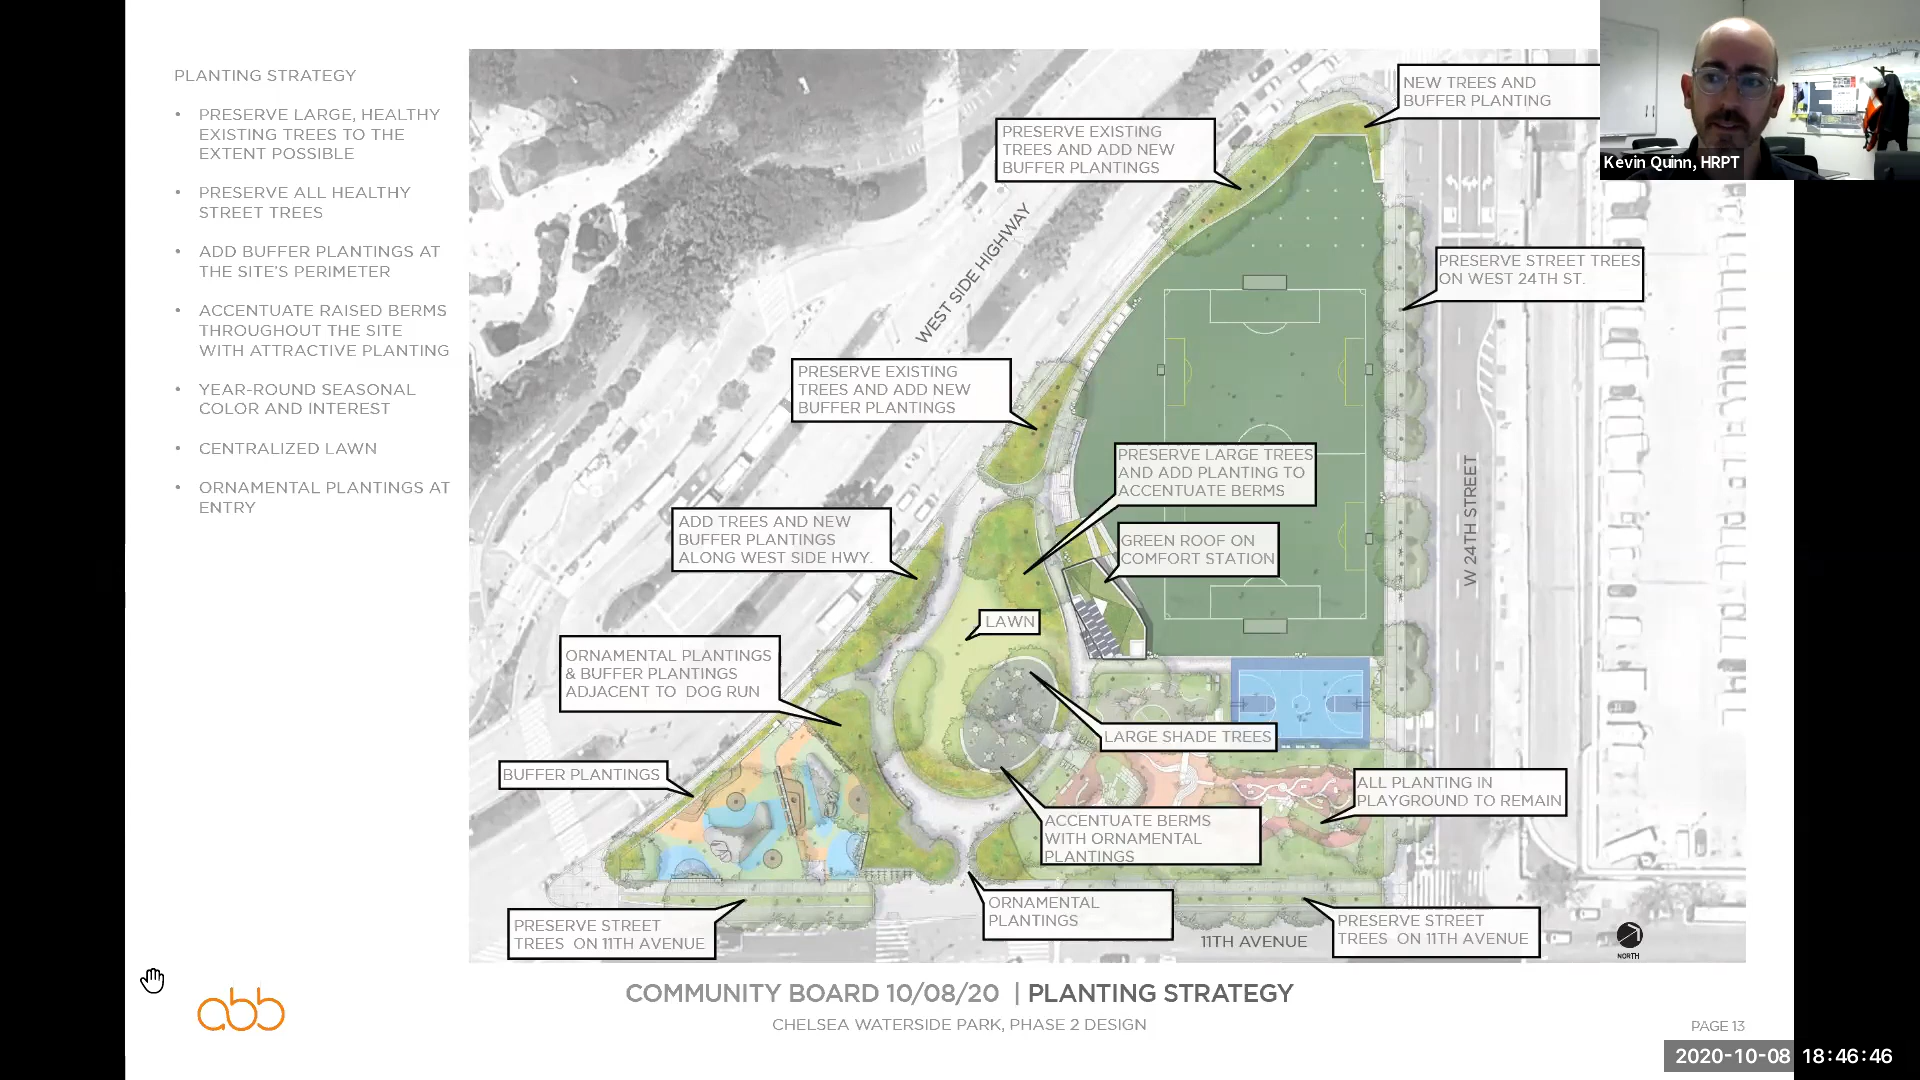 PLANTING STRATEGY
• PRESERVE LARGE, HEALTHY
EXISTING TREES TO THE
EXTENT POSSIBLE
• PRESERVE ALL HEALTHY
STREET TREES
• ADD BUFFER PLANTINGS AT
THE SITE'S PERIMETER
• ACCENTUATE RAISED BERMS
THROUGHOUT THE SITE
WITH ATTRACTIVE PLANTING
• YEAR-ROUND SEASONAL
COLOR AND INTEREST
• CENTRALIZED LAWN
• ORNAMENTAL PLANTINGS AT
ENTRY
NEW TREES AND
BUFFER PLANTING
PRESERVE EXISTING
TREES AND ADD NEW
BUFFER PLANTINGS
Kevin Quinn, HRPT
WEST SIDE HIGHWAY
PRESERVE STREET TREES
ON WEST 24TH ST.
PRESERVE EXISTING
TREES AND ADD NEW
BUFFER PLANTINGS
PRESERVE LARGE TREES
AND ADD PLANTING TO
ACCENTUATE BERMS
W 24TH STREET
ADD TREES AND NEW
BUFFER PLANTINGS
ALONG WEST SIDE HWY.
GREEN ROOF ON
COMFORT STATION
LAWN
ORNAMENTAL PLANTINGS
& BUFFER PLANTINGS
ADJACENT TO DOG RUN
LARGE SHADE TREES
BUFFER PLANTINGS
ALL PLANTING IN
PLAYGROUND TO REMAIN
ACCENTUATE BERMS
WITH ORNAMENTAL
PLANTINGS
ORNAMENTAL
PLANTINGS
PRESERVE STREET
TREES ON 11TH AVENUE
11TH AVENUE
PRESERVE STREET
TREES ON 11TH AVENUE
NORTH
abb
COMMUNITY BOARD 10/08/20 | PLANTING STRATEGY
CHELSEA WATERSIDE PARK, PHASE 2 DESIGN
PAGE 13
2020-10-08 18:46:46